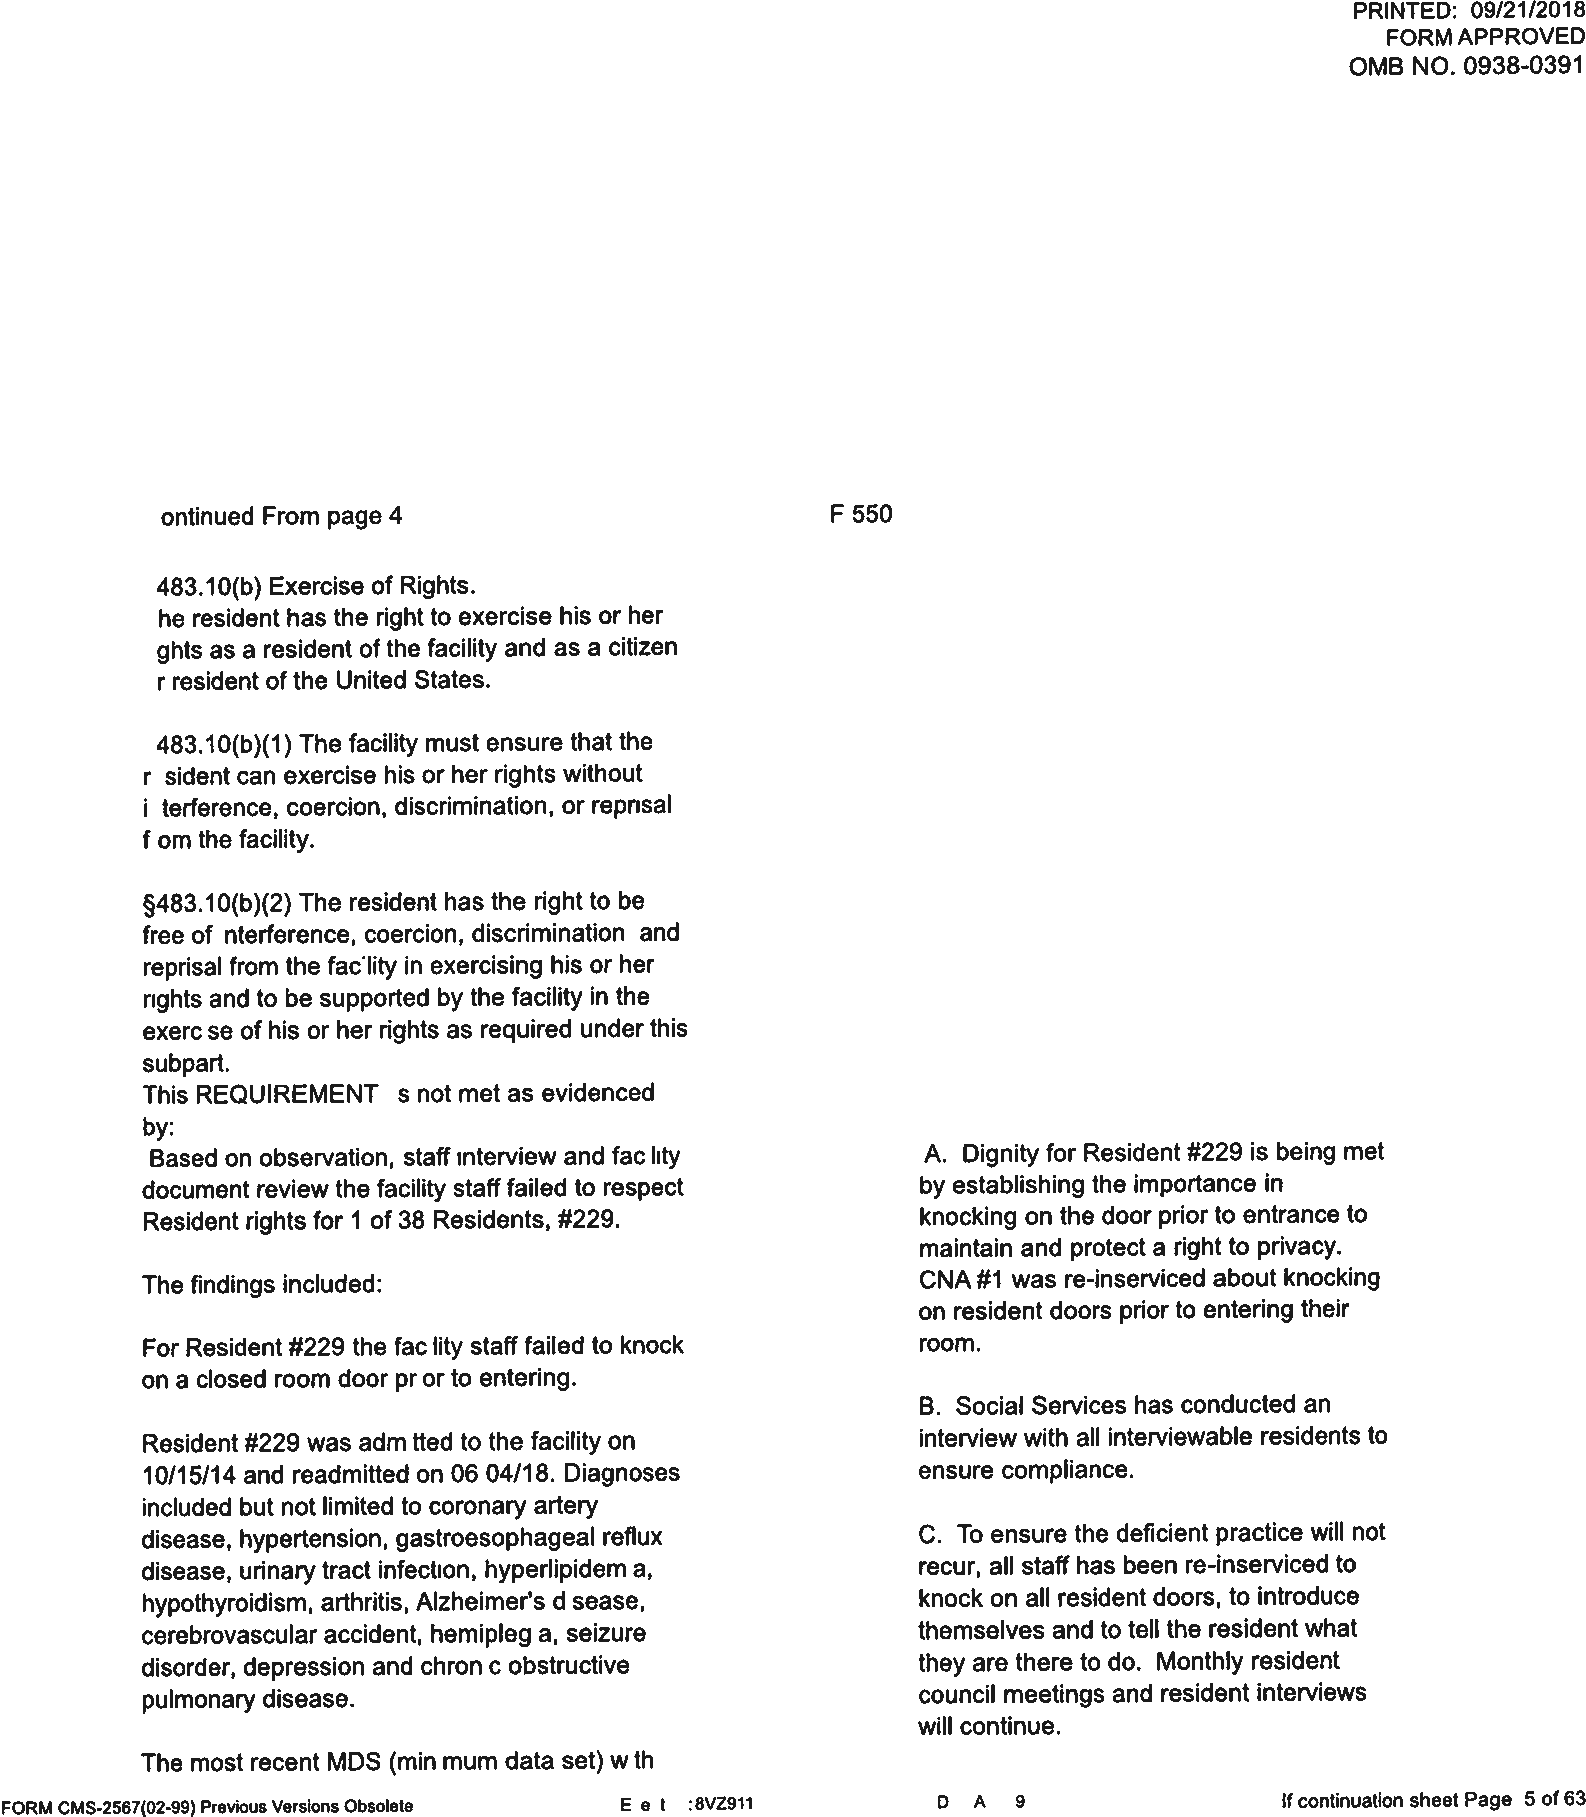 PRINTED: 09/21/2018
FORM APPROVED
OMB NO. 0938-0391
ontinued From page 4
F 550
483.10(b) Exercise of Rights.
he resident has the right to exercise his or her
ghts as a resident of the facility and as a citizen
r resident of the United States.
483.10(b)(1) The facility must ensure that the
r sident can exercise his or her rights without
i terference, coercion, discrimination, or reprisal
f om the facility.
§483.10(b)(2) The resident has the right to be
free of nterference, coercion, discrimination and
reprisal from the facility in exercising his or her
rights and to be supported by the facility in the
exerc se of his or her rights as required under this
subpart.
This REQUIREMENT s not met as evidenced
by:
Based on observation, staff interview and fac lity
document review the facility staff failed to respect
Resident rights for 1 of 38 Residents, #229.
The findings included:
For Resident #229 the fac lity staff failed to knock
on a closed room door pr or to entering.
Resident #229 was adm tted to the facility on
10/15/14 and readmitted on 06 04/18. Diagnoses
included but not limited to coronary artery
disease, hypertension, gastroesophageal reflux
disease, urinary tract infection, hyperlipidem a,
hypothyroidism, arthritis, Alzheimer's d sease,
cerebrovascular accident, hemipleg a, seizure
disorder, depression and chron c obstructive
pulmonary disease.
The most recent MDS (min mum data set) w th
A. Dignity for Resident #229 is being met
by establishing the importance in
knocking on the door prior to entrance to
maintain and protect a right to privacy.
CNA #1 was re-inserviced about knocking
on resident doors prior to entering their
room.
B. Social Services has conducted an
interview with all interviewable residents to
ensure compliance.
C. To ensure the deficient practice will not
recur, all staff has been re-inserviced to
knock on all resident doors, to introduce
themselves and to tell the resident what
they are there to do. Monthly resident
council meetings and resident interviews
will continue.
FORM CMS-2567(02-99) Previous Versions Obsolete
E e t :8VZ911
D A 9
If continuation sheet Page 5 of 63